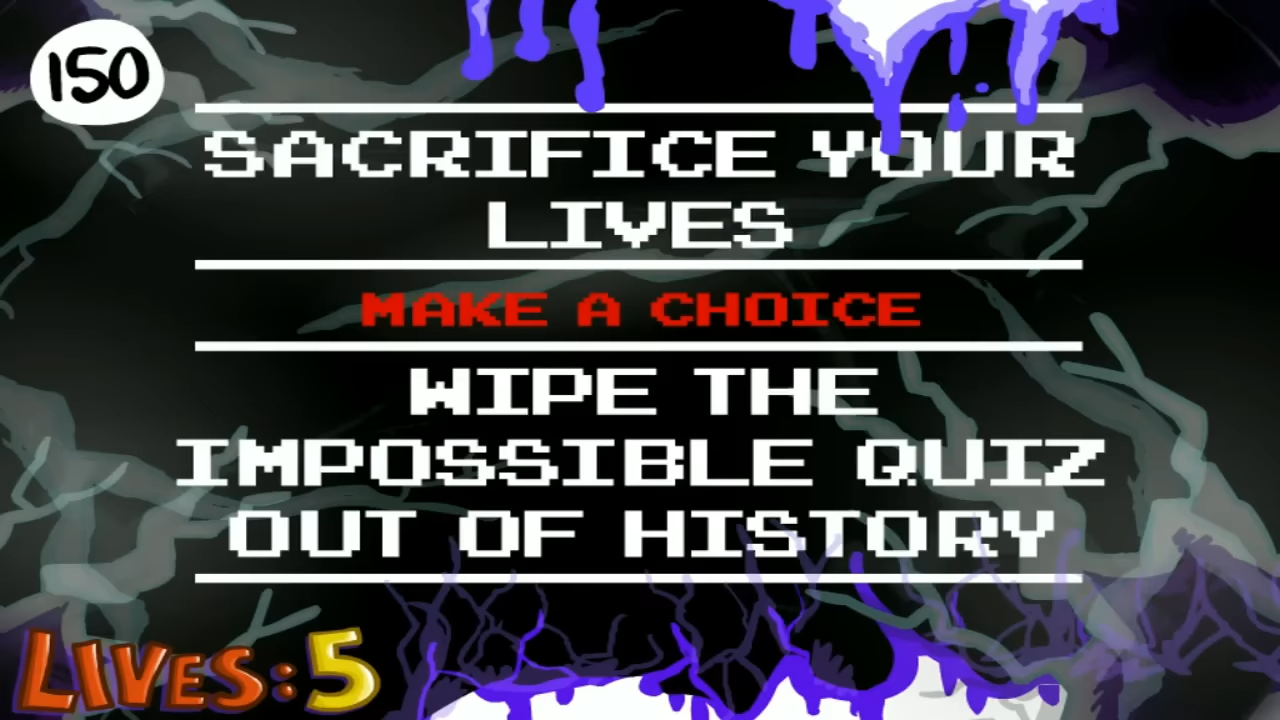 150
SACRIFICE YOUR
LIVES
MAKE A CHOICE
WIPE THE
IMPOSSIBLE QUIZ
OUT OF HISTORY
LIVES: 5